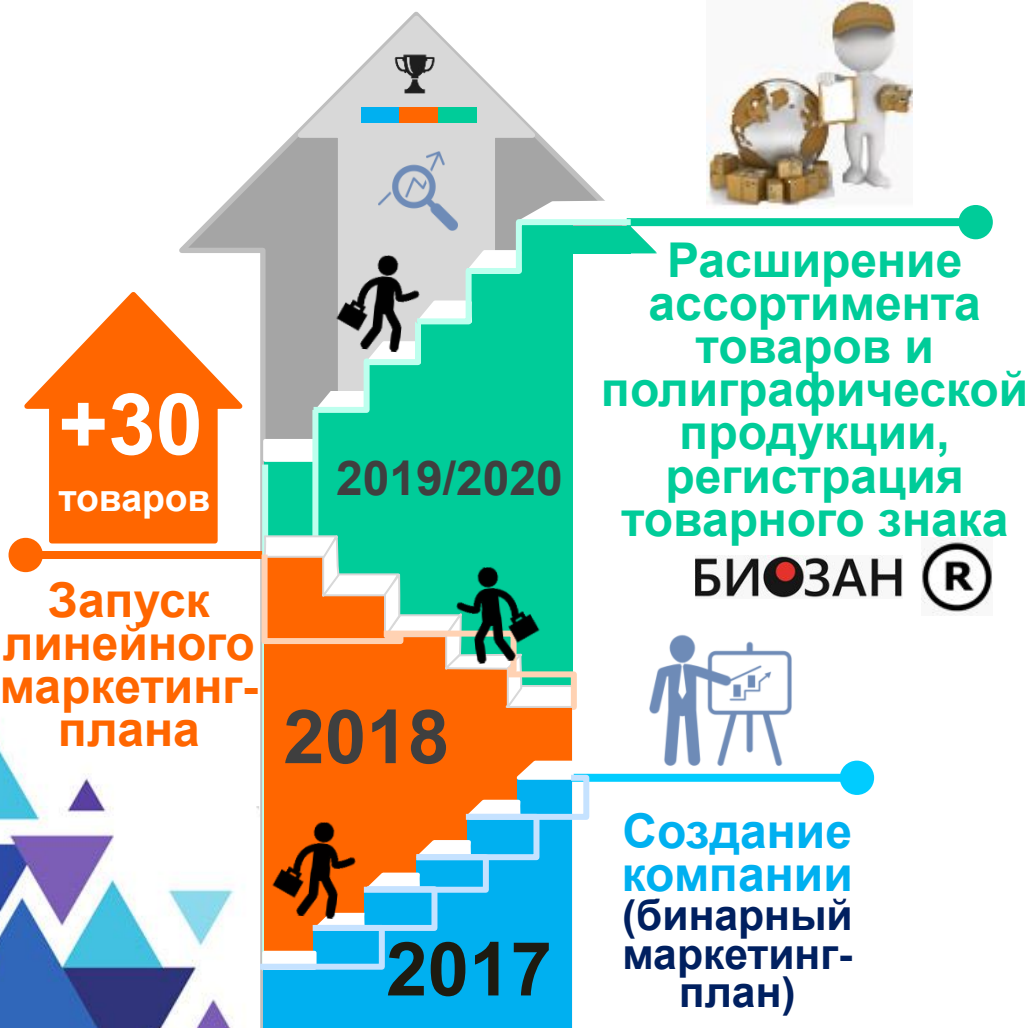 Расширение
ассортимента
товаров и
полиграфической
продукции,
регистрация
товарного знака
БИОЗАН ®
+30
товаров
2019/2020
Запуск
линейного
маркетинг-
плана
2018
Создание
компании
(бинарный
маркетинг-
план)
2017